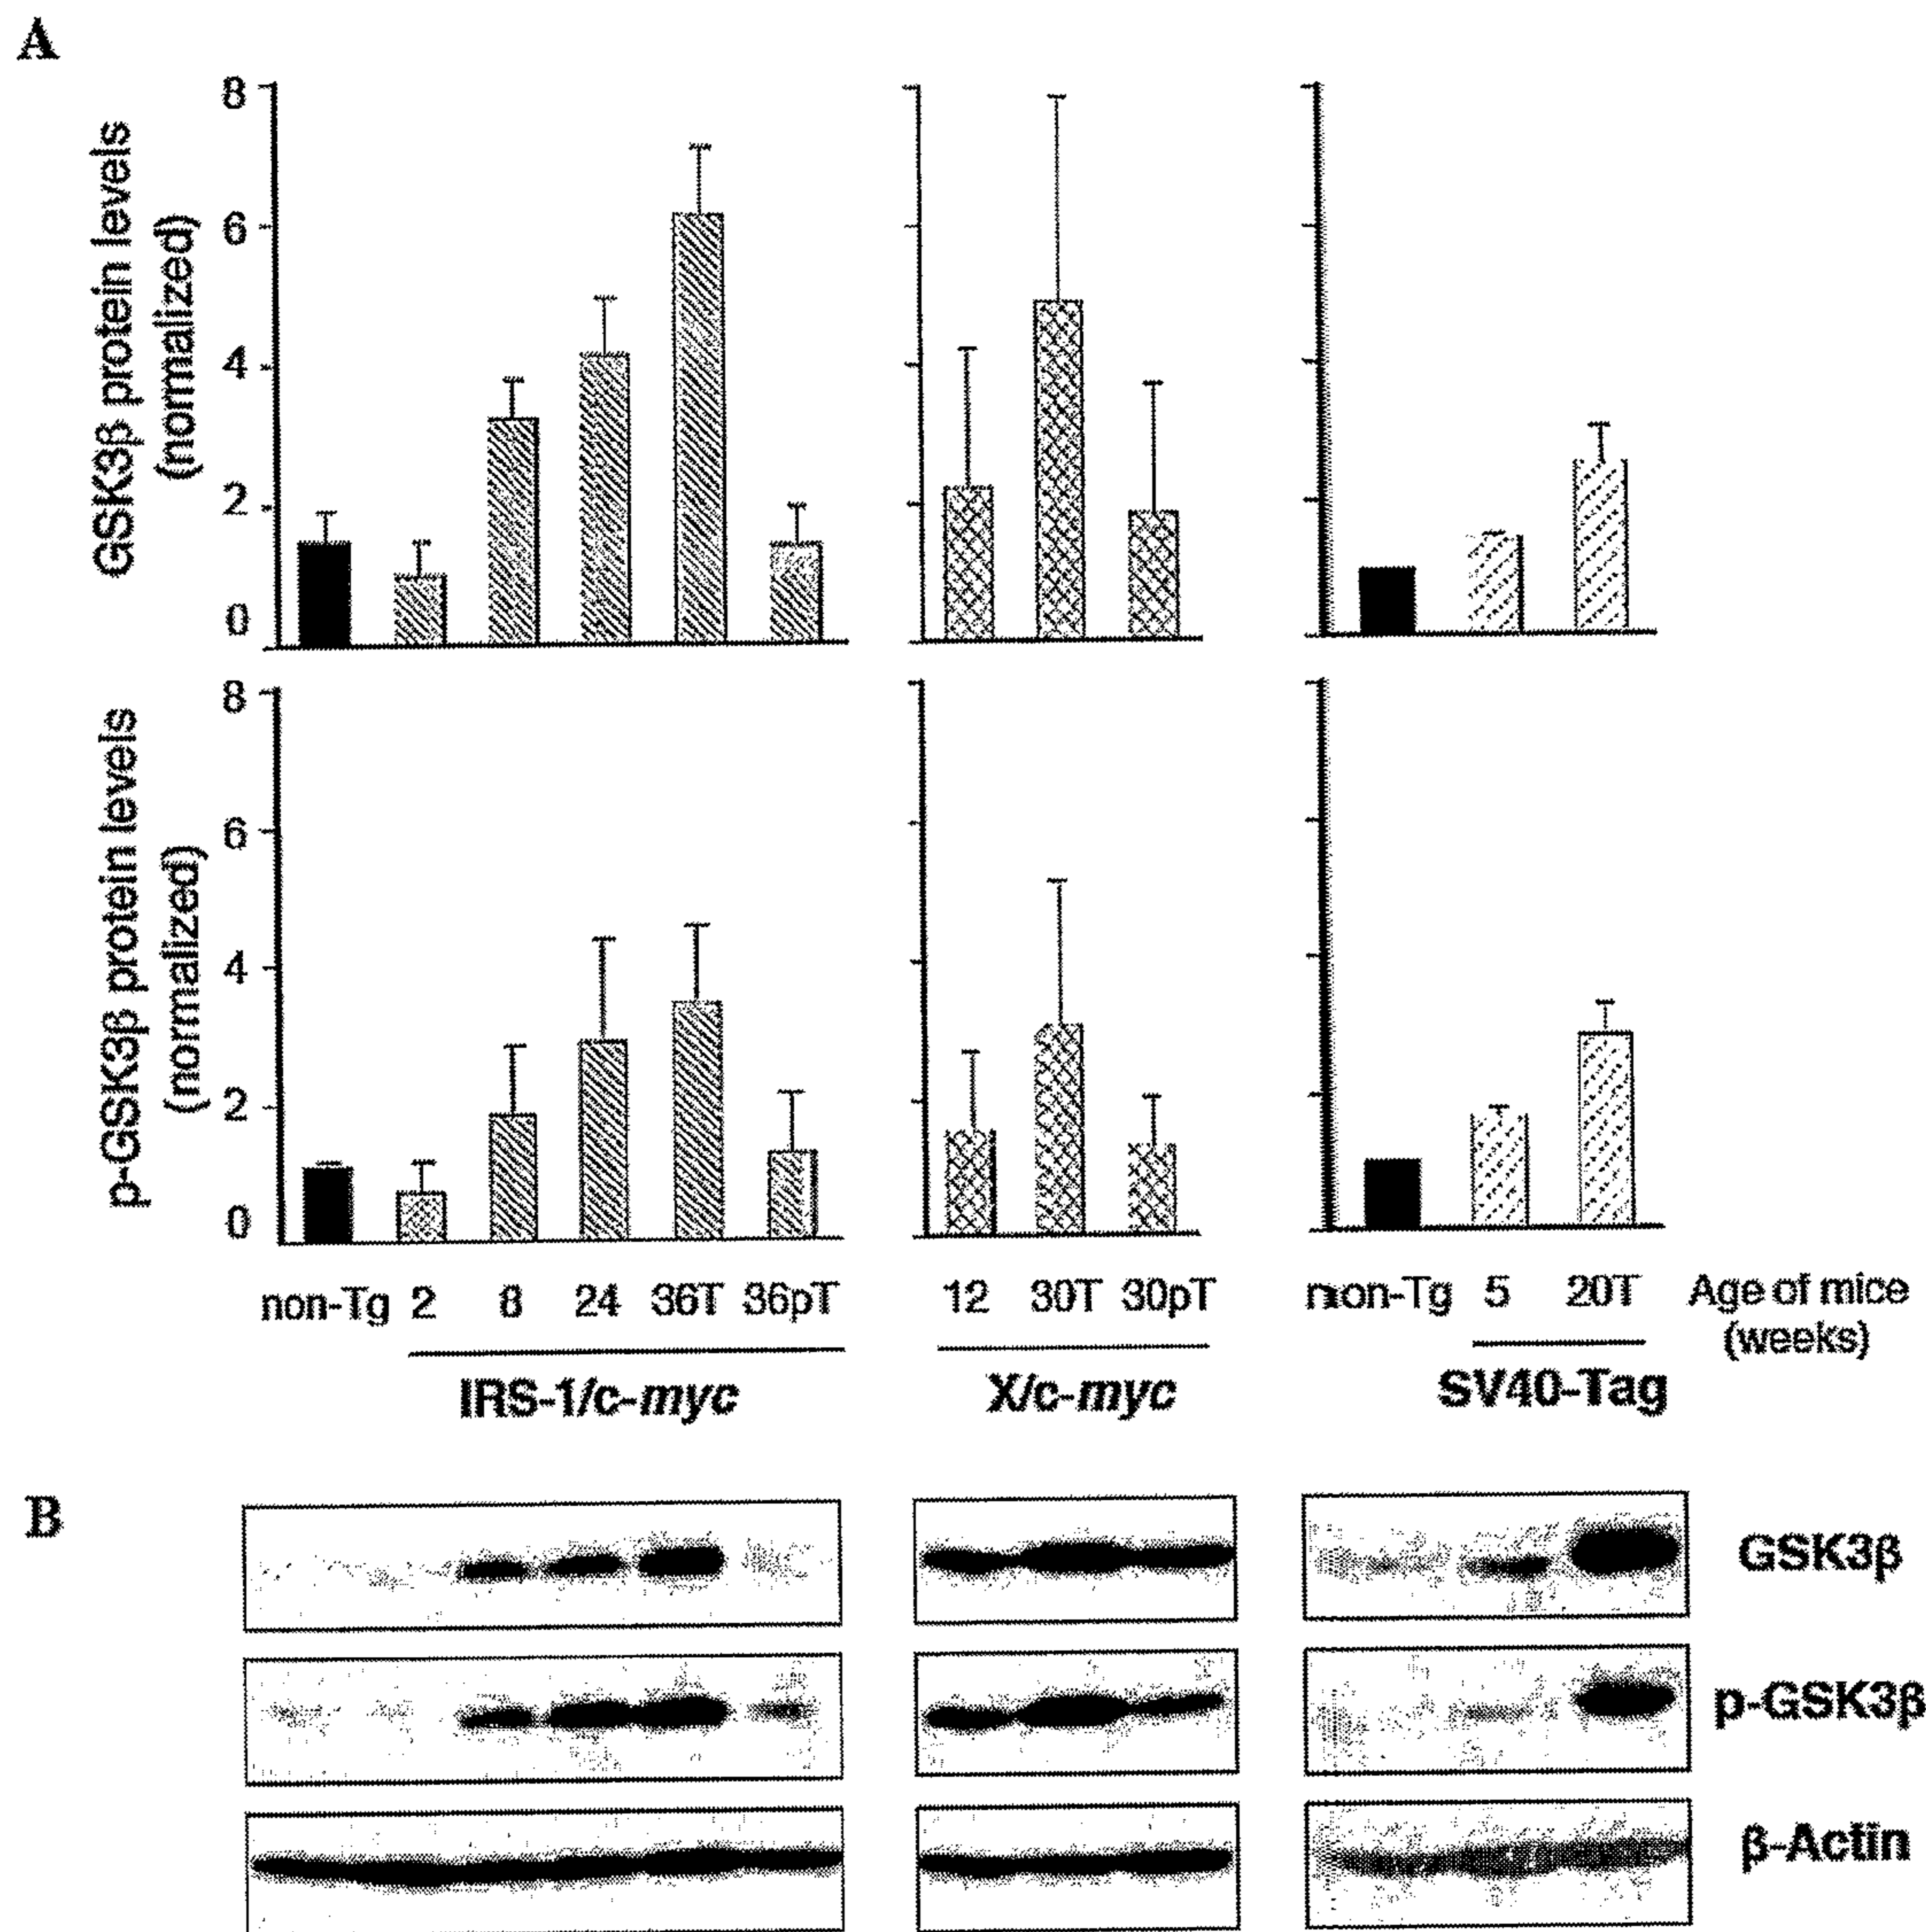 A
GSK3β protein levels
(normalized)
8
6
4
2
0
p-GSK3β protein levels
(normalized)
8
6
4
2
0
non-Tg 2 8 24 36T 36pT 12 30T 30pT non-Tg 5 20T Age of mice
(weeks)
IRS-1/c-myc X/c-myc SV40-Tag
B
GSK3β
p-GSK3β
β-Actin